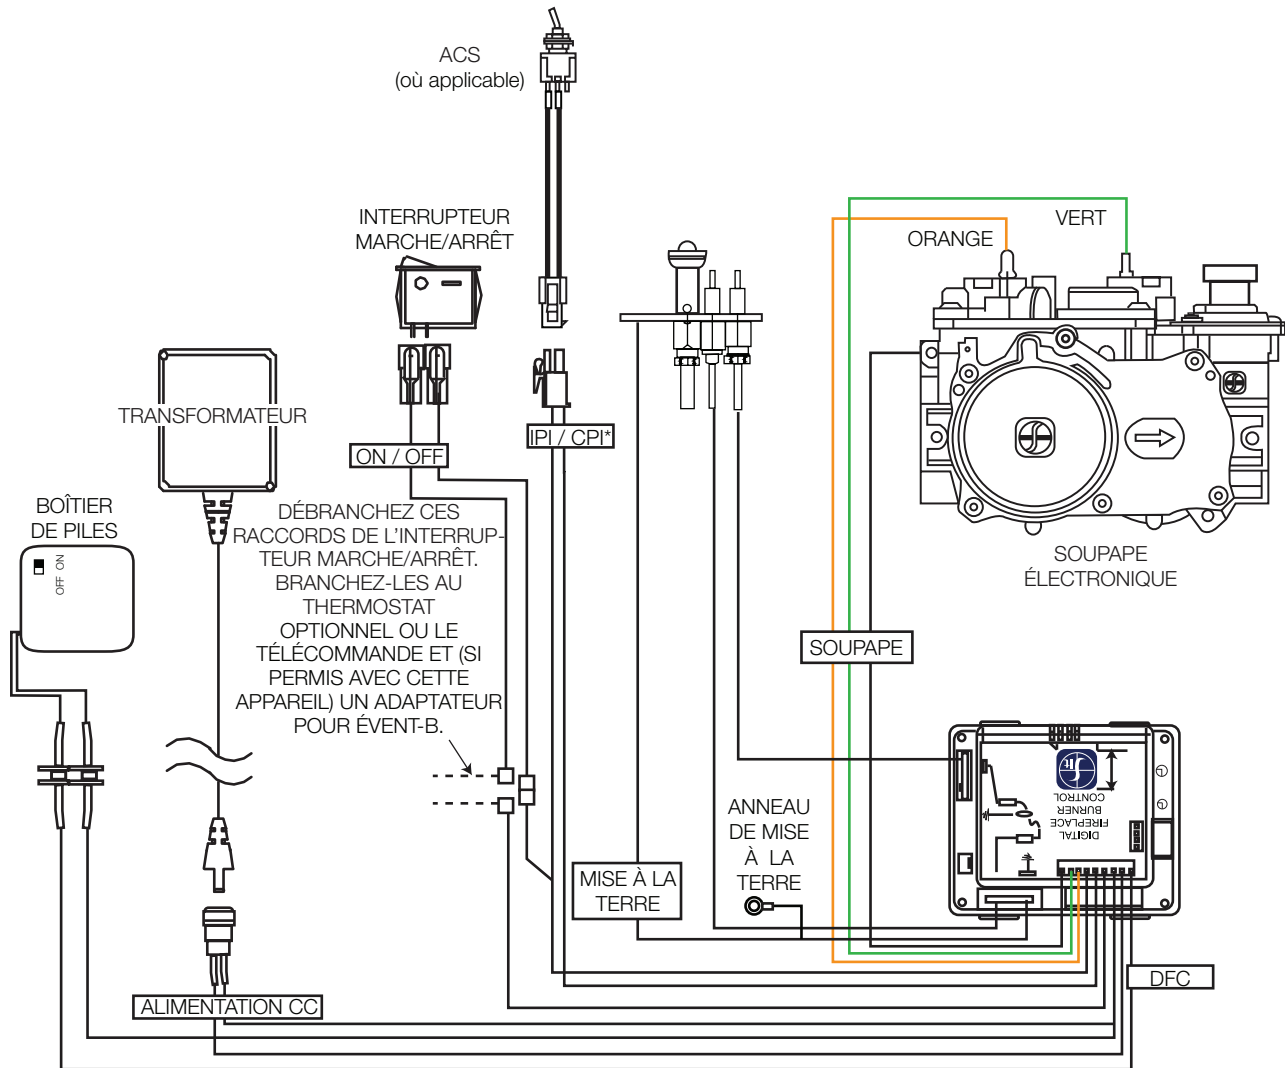 ACS
(où applicable)
INTERRUPTEUR
MARCHE/ARRÊT
ORANGE
VERT
TRANSFORMATEUR
ON / OFF
IPI / CPI*
BOÎTIER
DE PILES
OFF ON
DÉBRANCHEZ CES
RACCORDS DE L'INTERRUP-
TEUR MARCHE/ARRÊT.
BRANCHEZ-LES AU
THERMOSTAT
OPTIONNEL OU LE
TÉLÉCOMMANDE ET (SI
PERMIS AVEC CETTE
APPAREIL) UN ADAPTATEUR
POUR ÉVENT-B.
SOUPAPE
ÉLECTRONIQUE
SOUPAPE
ANNEAU
DE MISE
À LA
TERRE
MISE À LA
TERRE
DIGITAL
FIREPLACE
BURNER
CONTROL
Sit
DFC
ALIMENTATION CC